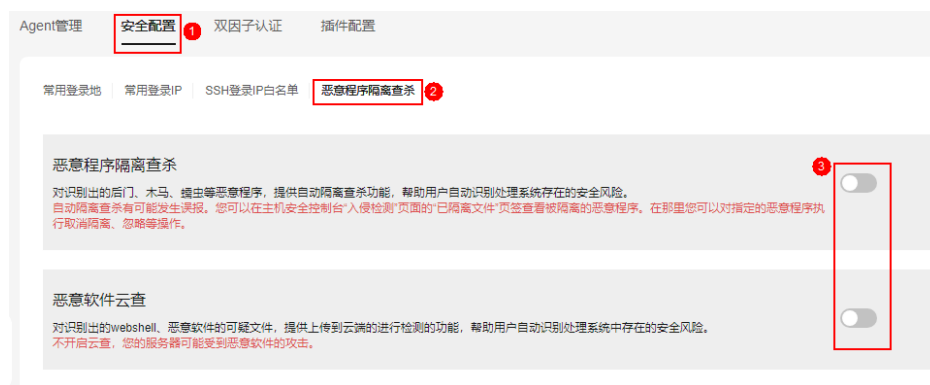 Agent管理 安全配置 1 双因子认证 插件配置
常用登录地 常用登录IP SSH登录IP白名单 恶意程序隔离查杀 2
恶意程序隔离查杀
3
对识别出的后门、木马、蠕虫等恶意程序，提供自动隔离查杀功能，帮助用户自动识别处理系统存在的安全风险。
自动隔离查杀有可能发生误报。您可以在主机安全控制台“入侵检测”页面的“已隔离文件”页签查看被隔离的恶意程序。在那里您可以对指定的恶意程序执
行取消隔离、忽略等操作。
恶意软件云查
对识别出的webshell、恶意软件的可疑文件，提供上传到云端的进行检测的功能，帮助用户自动识别处理系统中存在的安全风险。
不开启云查，您的服务器可能受到恶意软件的攻击。